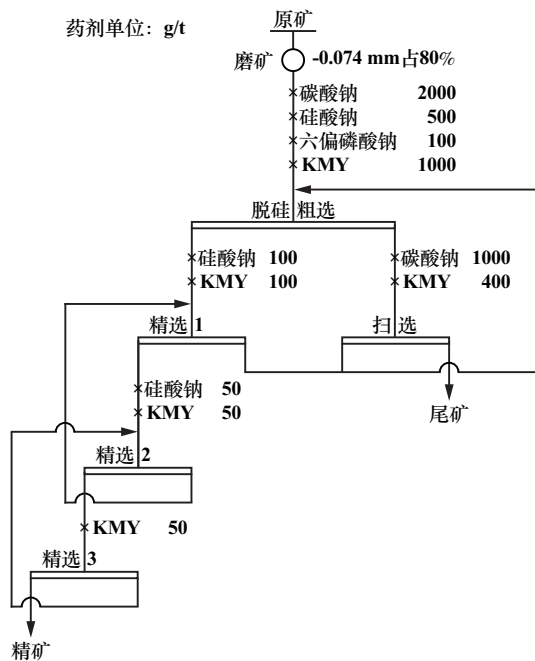 药剂单位：g/t
原矿
磨矿 -0.074 mm占80%
碳酸钠 2000
硅酸钠 500
六偏磷酸钠 100
KMY 1000
脱硅 粗选
硅酸钠 100
KMY 100
碳酸钠 1000
KMY 400
精选 1
扫 选
硅酸钠 50
KMY 50
尾矿
精选 2
KMY 50
精选 3
精矿